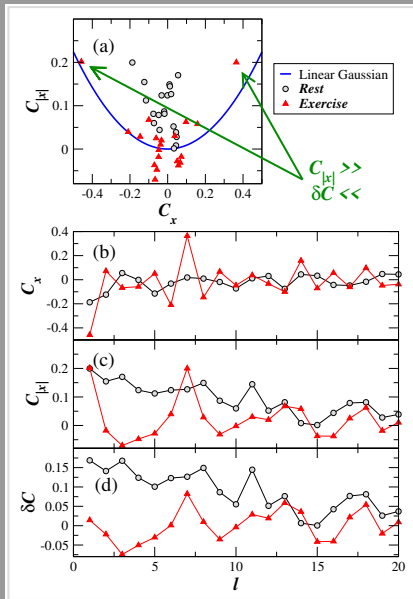 (a)
0.2
0.1
0
C|x|
-0.4 -0.2 0 0.2 0.4
Cx
Linear Gaussian
Rest
Exercise
C|x| >>
δC <<
(b)
0.4
0.2
0
-0.2
-0.4
Cx
(c)
0.2
0.1
0
C|x|
(d)
0.15
0.1
0.05
0
-0.05
δC
0 5 10 15 20
l